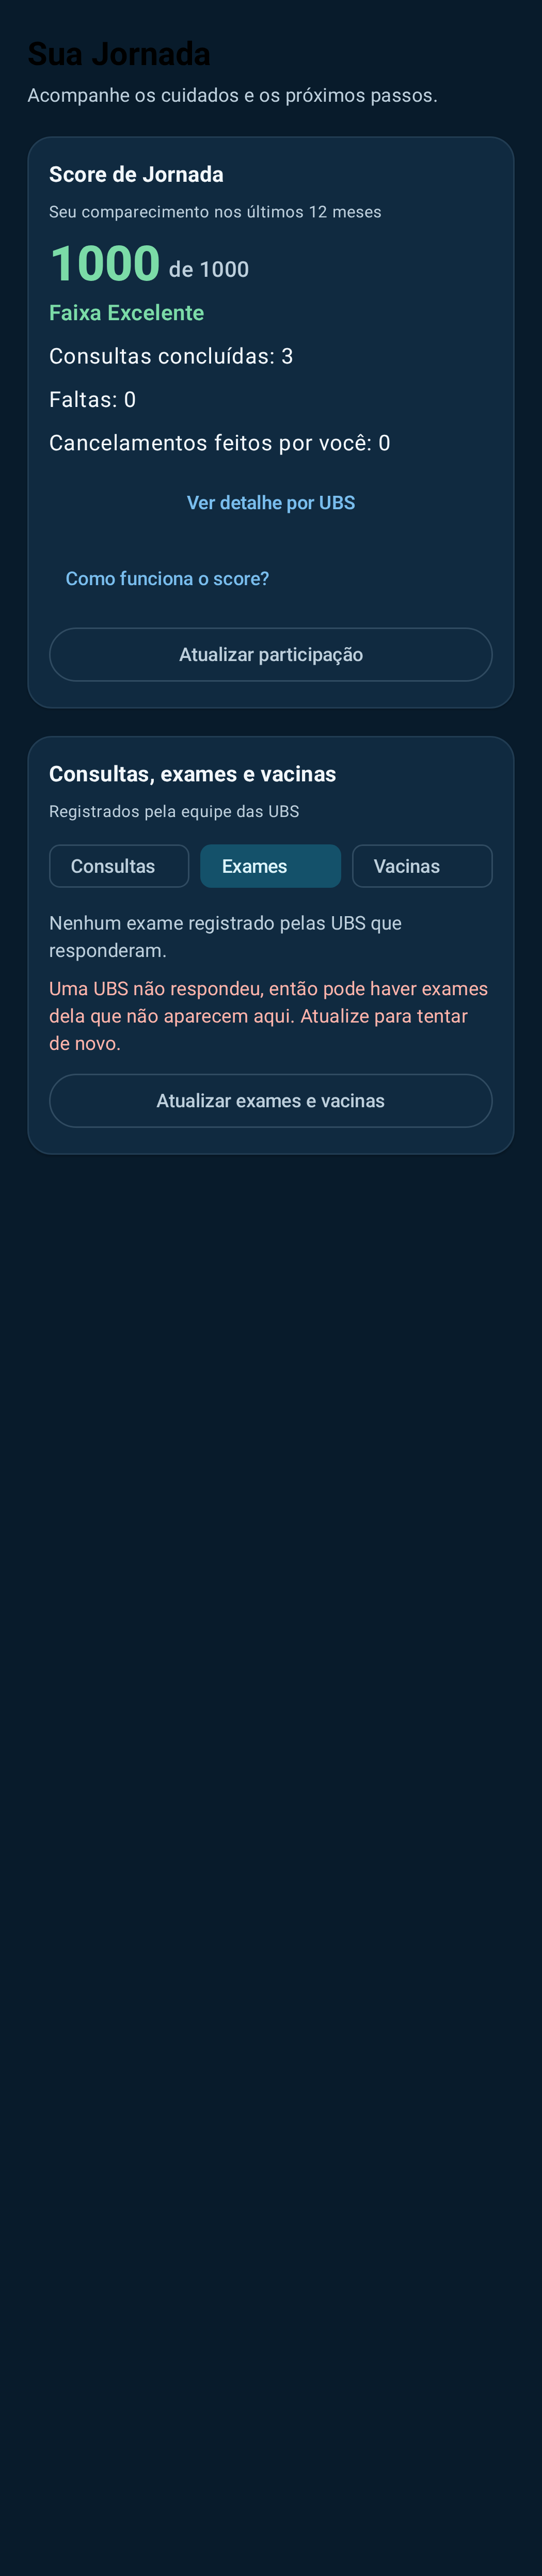 Sua Jornada
Acompanhe os cuidados e os próximos passos.
Score de Jornada
Seu comparecimento nos últimos 12 meses
1000 de 1000
Faixa Excelente
Consultas concluídas: 3
Faltas: 0
Cancelamentos feitos por você: 0
Ver detalhe por UBS
Como funciona o score?
Atualizar participação
Consultas, exames e vacinas
Registrados pela equipe das UBS
Consultas Exames Vacinas
Nenhum exame registrado pelas UBS que
responderam.
Uma UBS não respondeu, então pode haver exames
dela que não aparecem aqui. Atualize para tentar
de novo.
Atualizar exames e vacinas